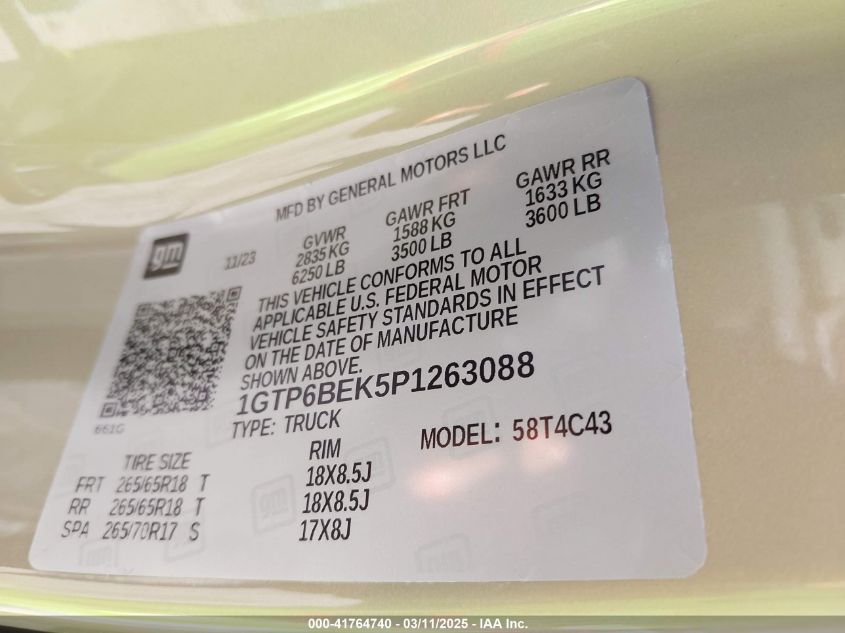 MFD BY GENERAL MOTORS LLC
gm
11/23
GVWR
2835 KG
6250 LB
GAWR FRT
1588 KG
3500 LB
GAWR RR
1633 KG
3600 LB
THIS VEHICLE CONFORMS TO ALL
APPLICABLE U.S. FEDERAL MOTOR
VEHICLE SAFETY STANDARDS IN EFFECT
ON THE DATE OF MANUFACTURE
SHOWN ABOVE.
1GTP6BEK5P1263088
661G
TYPE: TRUCK
MODEL: 58T4C43
TIRE SIZE RIM
FRT 265/65R18 T 18X8.5J
RR 265/65R18 T 18X8.5J
SPA 265/70R17 S 17X8J
000-41764740 - 03/11/2025 - IAA Inc.